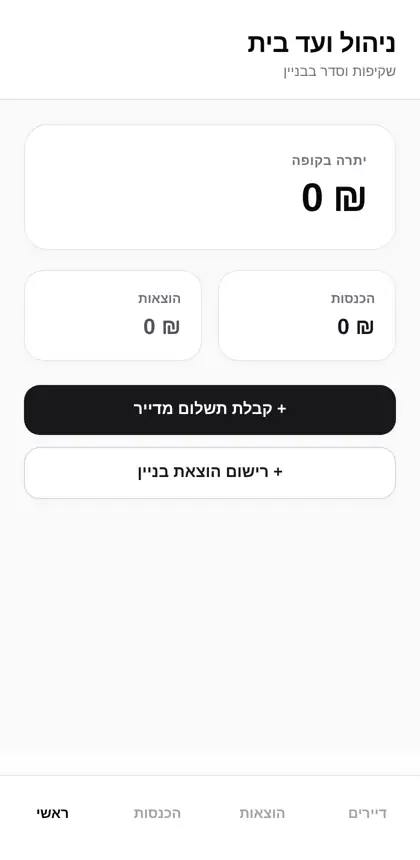 ניהול ועד בית
שקיפות וסדר בבניין
יתרה בקופה
₪ 0
הכנסות
₪ 0
הוצאות
₪ 0
+ קבלת תשלום מדייר
+ רישום הוצאת בניין
דיירים
הוצאות
הכנסות
ראשי